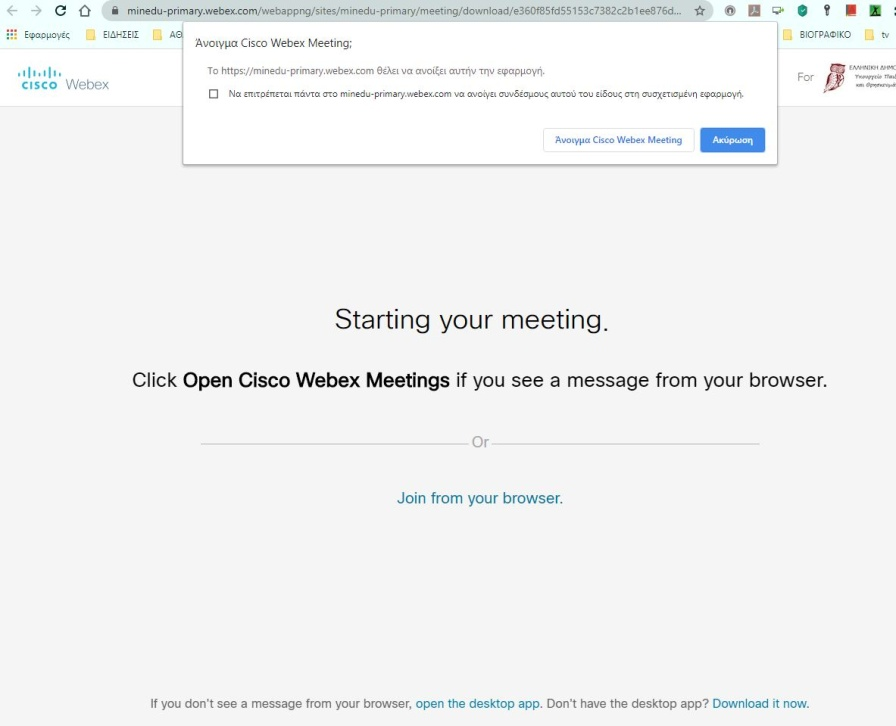 minedu-primary.webex.com/webappng/sites/minedu-primary/meeting/download/e360f85fd55153c7382c2b1ee876d...
Εφαρμογές ΕΙΔΗΣΕΙΣ ΑΘ ΒΙΟΓΡΑΦΙΚΟ tv
Άνοιγμα Cisco Webex Meeting;
Το https://minedu-primary.webex.com θέλει να ανοίξει αυτήν την εφαρμογή.
Να επιτρέπεται πάντα στο minedu-primary.webex.com να ανοίγει συνδέσμους αυτού του είδους στη συσχετισμένη εφαρμογή.
Άνοιγμα Cisco Webex Meeting Ακύρωση
CISCO Webex For
ΕΛΛΗΝΙΚΗ ΔΗΜΟ
Υπουργείο Παιδ
και Θρησκευμά
Starting your meeting.
Click Open Cisco Webex Meetings if you see a message from your browser.
Or
Join from your browser.
If you don't see a message from your browser, open the desktop app. Don't have the desktop app? Download it now.